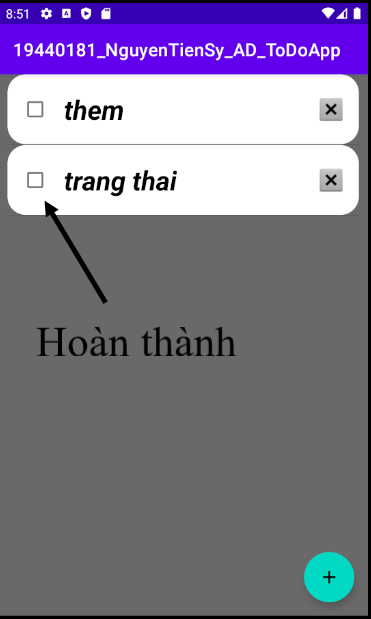 8:51
19440181_NguyenTienSy_AD_ToDoApp
them
trang thai
Hoàn thành